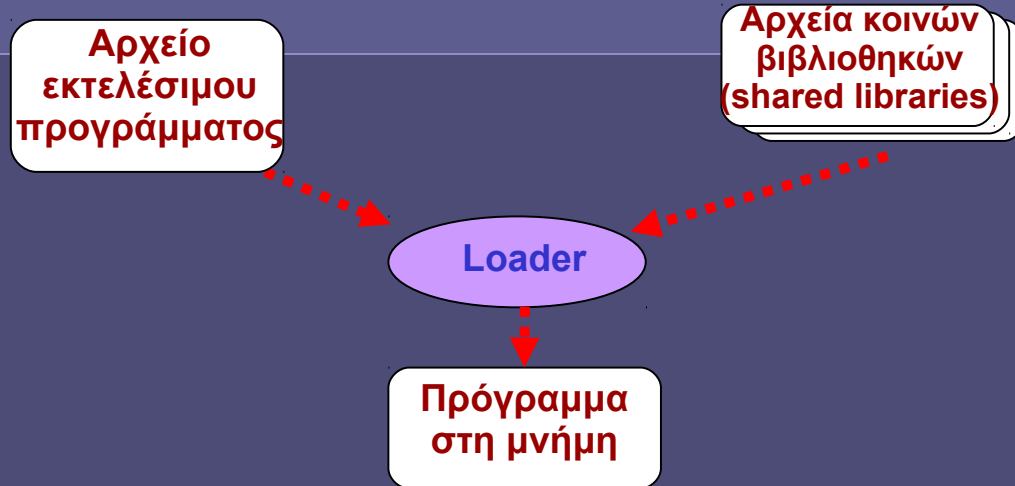 Αρχείο
εκτελέσιμου
προγράμματος
Αρχεία κοινών
βιβλιοθηκών
(shared libraries)
Loader
Πρόγραμμα
στη μνήμη